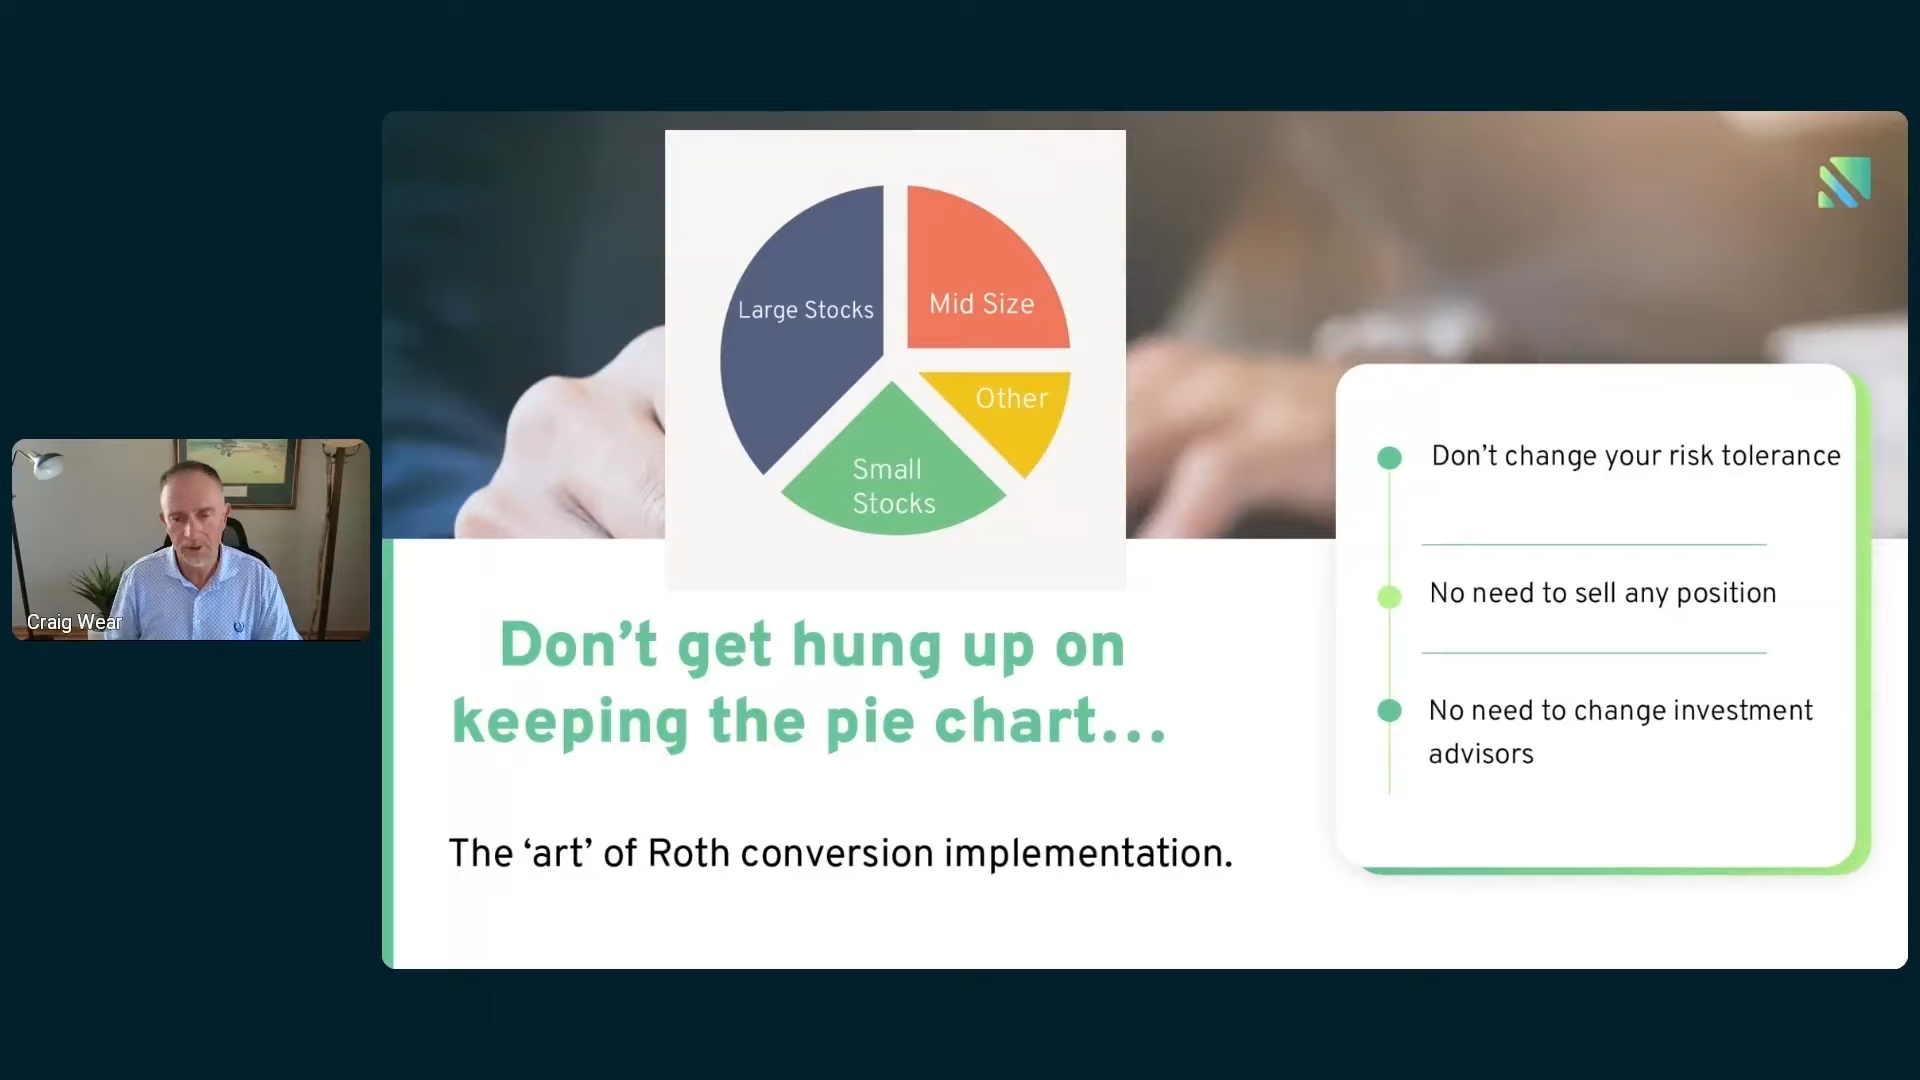 Large Stocks
Mid Size
Other
Small
Stocks
Don’t get hung up on
keeping the pie chart...
The ‘art’ of Roth conversion implementation.
Don’t change your risk tolerance
No need to sell any position
No need to change investment
advisors
Craig Wear